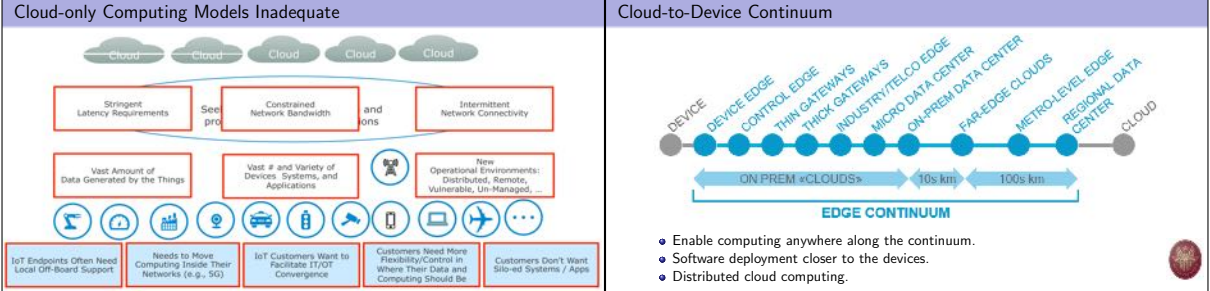 Cloud-only Computing Models Inadequate
Cloud
Cloud
Cloud
Cloud
Cloud
Stringent
Latency Requirements
Constrained
Network Bandwidth
and
Intermittent
Network Connectivity
Vast Amount of
Data Generated by the Things
Vast # and Variety of
Devices Systems, and
Applications
New
Operational Environments:
Distributed, Remote,
Vulnerable, Un-Managed, ...
IoT Endpoints Often Need
Local Off-Board Support
Needs to Move
Computing Inside Their
Networks (e.g., 5G)
IoT Customers Want to
Facilitate IT/OT
Convergence
Customers Need More
Flexibility/Control in
Where Their Data and
Computing Should Be
Customers Don't Want
Silo-ed Systems / Apps
Cloud-to-Device Continuum
DEVICE
DEVICE EDGE
CONTROL EDGE
THIN GATEWAYS
THICK GATEWAYS
INDUSTRY/TELCO EDGE
MICRO DATA CENTER
ON-PREM DATA CENTER
FAR-EDGE CLOUDS
METRO-LEVEL EDGE
REGIONAL DATA
CENTER
CLOUD
ON PREM «CLOUDS»
10s km
100s km
EDGE CONTINUUM
Enable computing anywhere along the continuum.
Software deployment closer to the devices.
Distributed cloud computing.